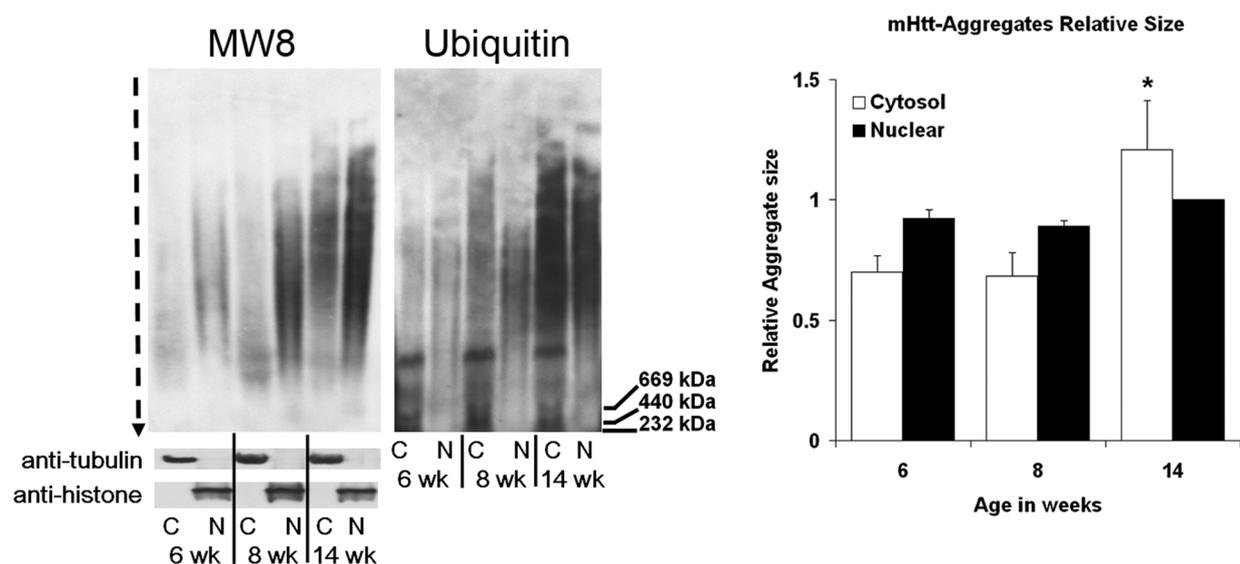 MW8
Ubiquitin
669 kDa
440 kDa
232 kDa
C N C N C N
6 wk 8 wk 14 wk
anti-tubulin
anti-histone
C N C N C N
6 wk 8 wk 14 wk
mHtt-Aggregates Relative Size
1.5
1
0.5
0
Relative Aggregate size
Cytosol
Nuclear
*
6 8 14
Age in weeks